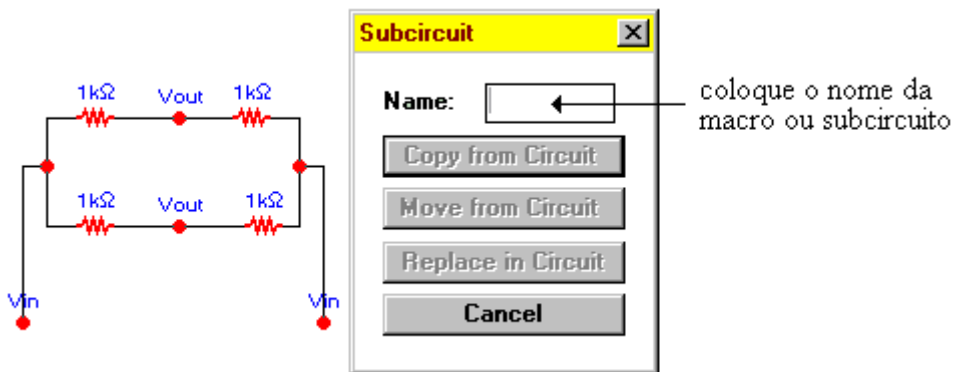 1kΩ Vout 1kΩ
1kΩ Vout 1kΩ
Vin Vin
Subcircuit
Name:
Copy from Circuit
Move from Circuit
Replace in Circuit
Cancel
coloque o nome da
macro ou subcircuito